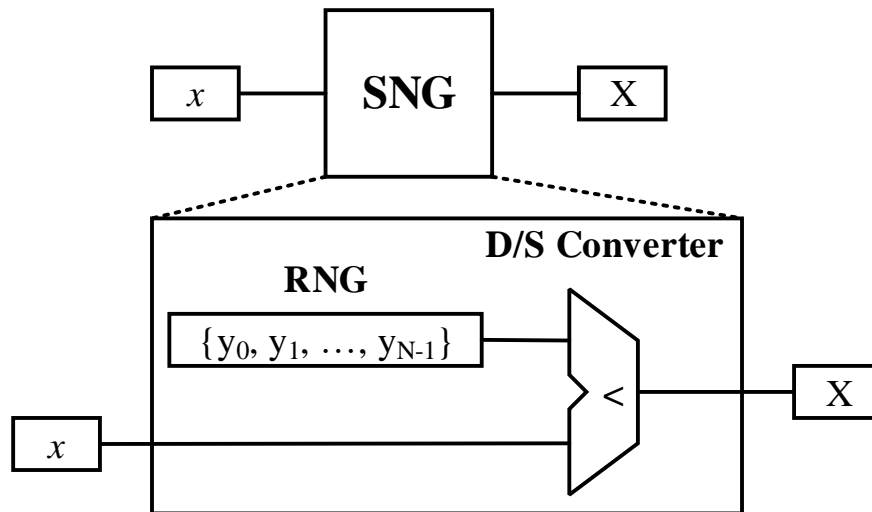 x
SNG
X
D/S Converter
RNG
{y0, y1, …, yN-1}
<
X
x